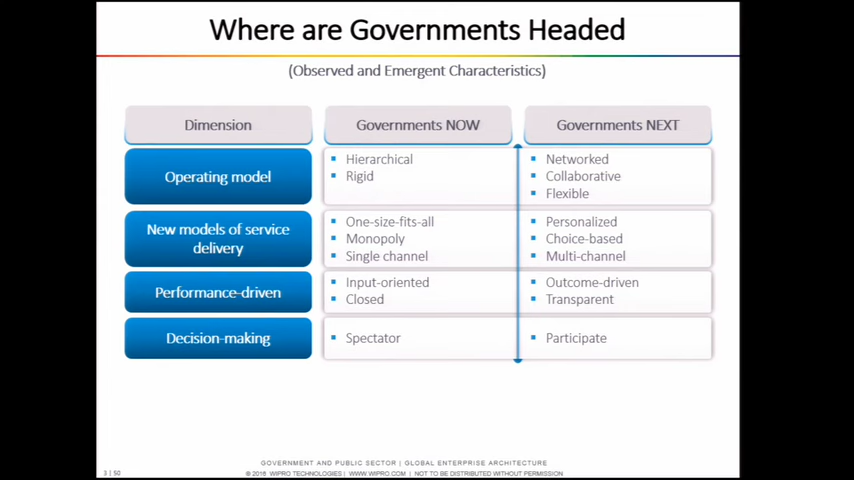 Where are Governments Headed
(Observed and Emergent Characteristics)
Dimension
Governments NOW
Governments NEXT
Operating model
Hierarchical
Rigid
Networked
Collaborative
Flexible
New models of service
delivery
One-size-fits-all
Monopoly
Single channel
Personalized
Choice-based
Multi-channel
Performance-driven
Input-oriented
Closed
Outcome-driven
Transparent
Decision-making
Spectator
Participate
GOVERNMENT AND PUBLIC SECTOR | GLOBAL ENTERPRISE ARCHITECTURE
3 | 50
© 2016 WIPRO TECHNOLOGIES | WWW.WIPRO.COM | NOT TO BE DISTRIBUTED WITHOUT PERMISSION